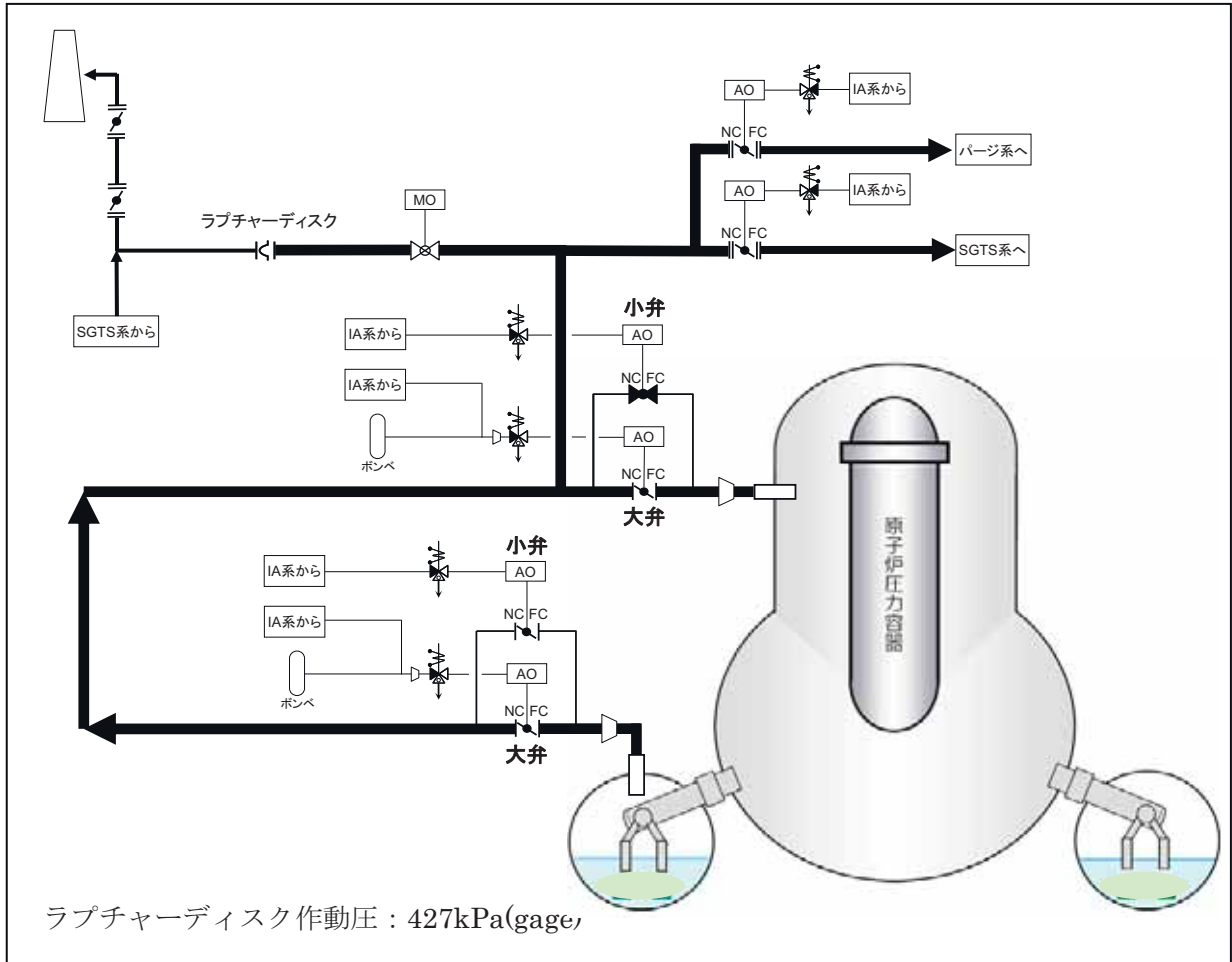 AO
IA系から
NC FC
パージ系へ
AO
IA系から
MO
ラプチャーディスク
NC FC
SGTS系へ
SGTS系から
小弁
IA系から
AO
IA系から
NC FC
AO
ボンベ
NC FC
大弁
原子炉圧力容器
小弁
IA系から
AO
IA系から
NC FC
AO
ボンベ
NC FC
大弁
ラプチャーディスク作動圧：427kPa(gage)